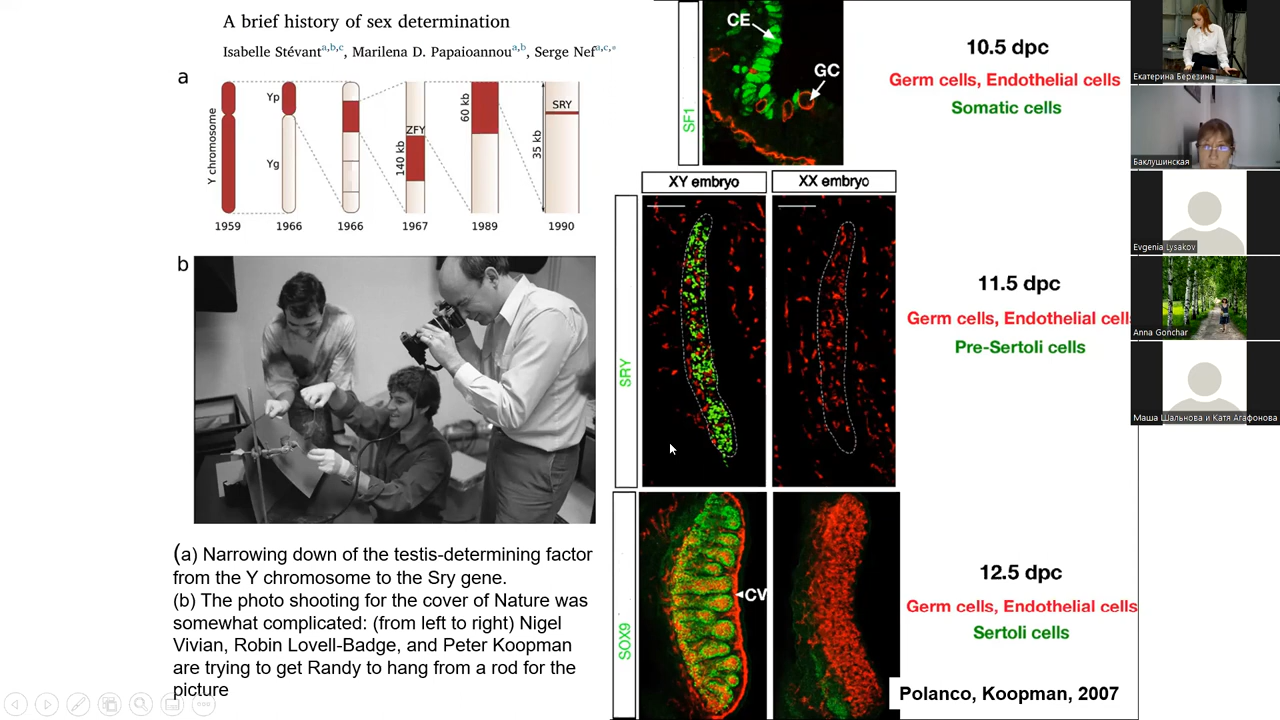 A brief history of sex determination
Isabelle Stévant a,b,c, Marilena D. Papaioannou a,b, Serge Nef a,c,*
a
Y chromosome
Yp
Yg
ZFY
140 kb
60 kb
35 kb
SRY
1959
1966
1966
1967
1989
1990
b
(a) Narrowing down of the testis-determining factor
from the Y chromosome to the Sry gene.
(b) The photo shooting for the cover of Nature was
somewhat complicated: (from left to right) Nigel
Vivian, Robin Lovell-Badge, and Peter Koopman
are trying to get Randy to hang from a rod for the
picture
SF1
CE
GC
10.5 dpc
Germ cells, Endothelial cells
Somatic cells
XY embryo
XX embryo
SRY
11.5 dpc
Germ cells, Endothelial cell
Pre-Sertoli cells
SOX9
CV
12.5 dpc
Germ cells, Endothelial cells
Sertoli cells
Polanco, Koopman, 2007
Екатерина Березина
Баклушинская
Evgenia Lysakov
Anna Gonchar
Маша Шальнова и Катя Агафонова